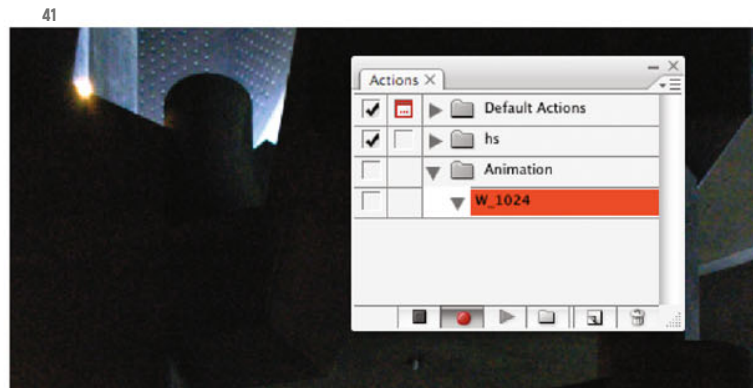 41
Actions ×
Default Actions
hs
Animation
W_1024